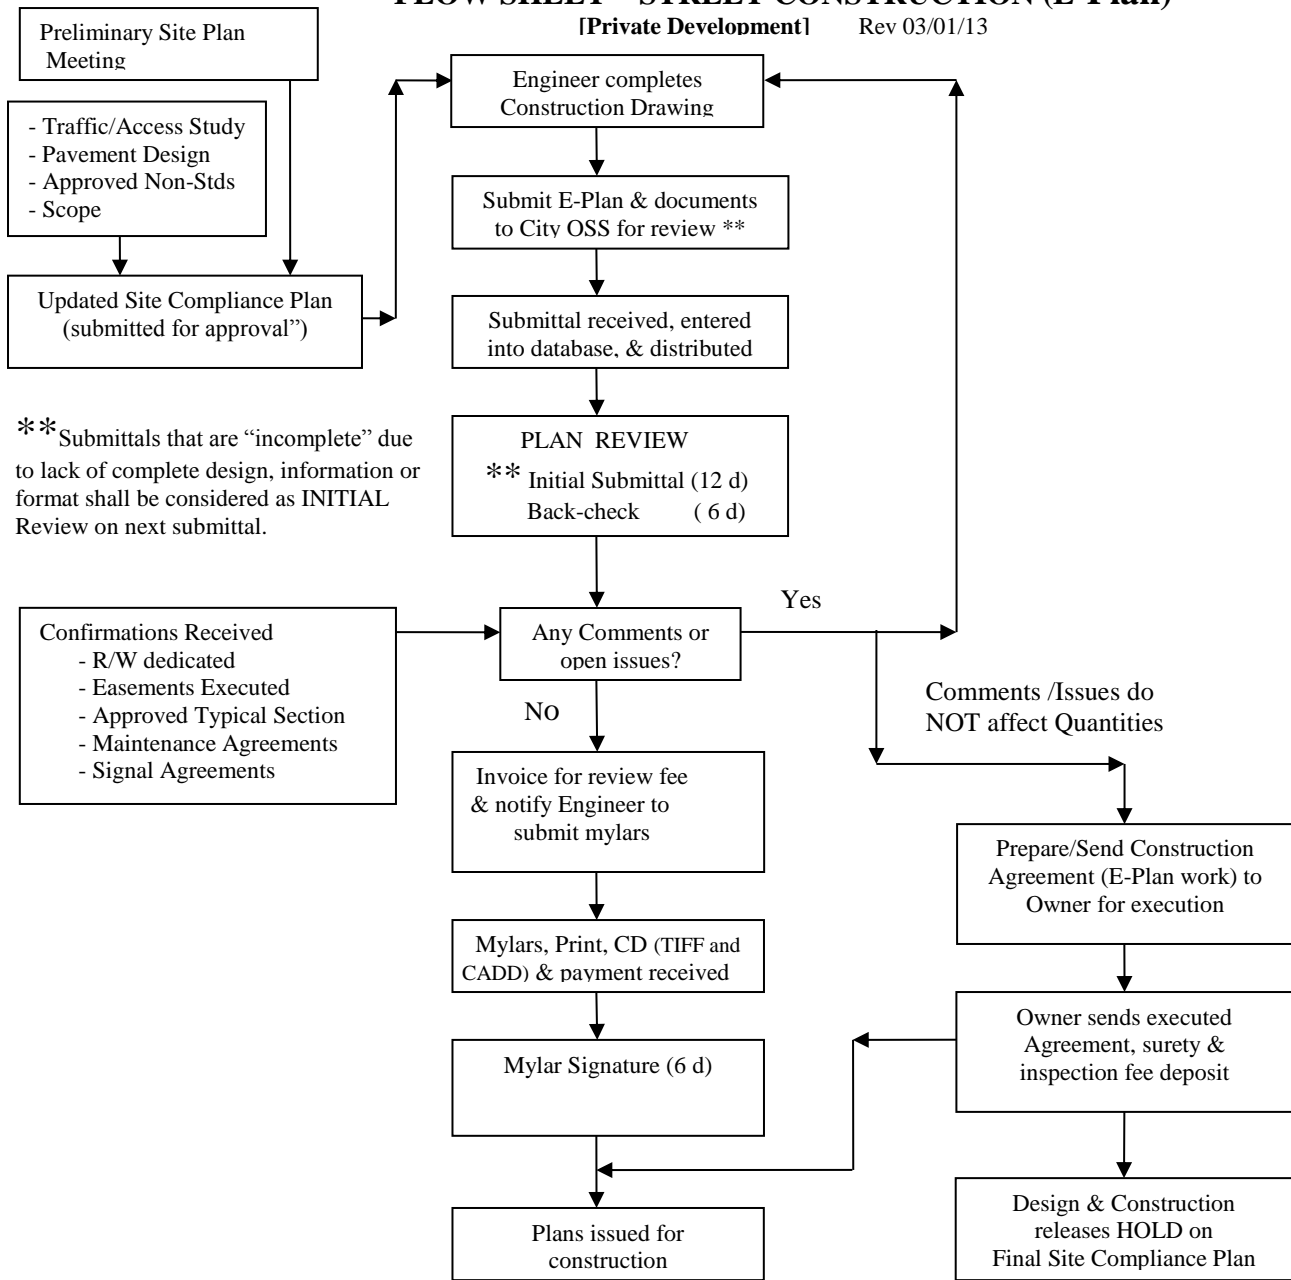 FLOW SHEET – STREET CONSTRUCTION (E-Plan)
[Private Development] Rev 03/01/13
Preliminary Site Plan
Meeting
- Traffic/Access Study
- Pavement Design
- Approved Non-Stds
- Scope
Updated Site Compliance Plan
(submitted for approval”)
**Submittals that are “incomplete” due
to lack of complete design, information or
format shall be considered as INITIAL
Review on next submittal.
Confirmations Received
- R/W dedicated
- Easements Executed
- Approved Typical Section
- Maintenance Agreements
- Signal Agreements
Engineer completes
Construction Drawing
Submit E-Plan & documents
to City OSS for review **
Submittal received, entered
into database, & distributed
PLAN REVIEW
** Initial Submittal (12 d)
Back-check ( 6 d)
Any Comments or
open issues?
Yes
No
Invoice for review fee
& notify Engineer to
submit mylars
Mylars, Print, CD (TIFF and
CADD) & payment received
Mylar Signature (6 d)
Plans issued for
construction
Comments /Issues do
NOT affect Quantities
Prepare/Send Construction
Agreement (E-Plan work) to
Owner for execution
Owner sends executed
Agreement, surety &
inspection fee deposit
Design & Construction
releases HOLD on
Final Site Compliance Plan